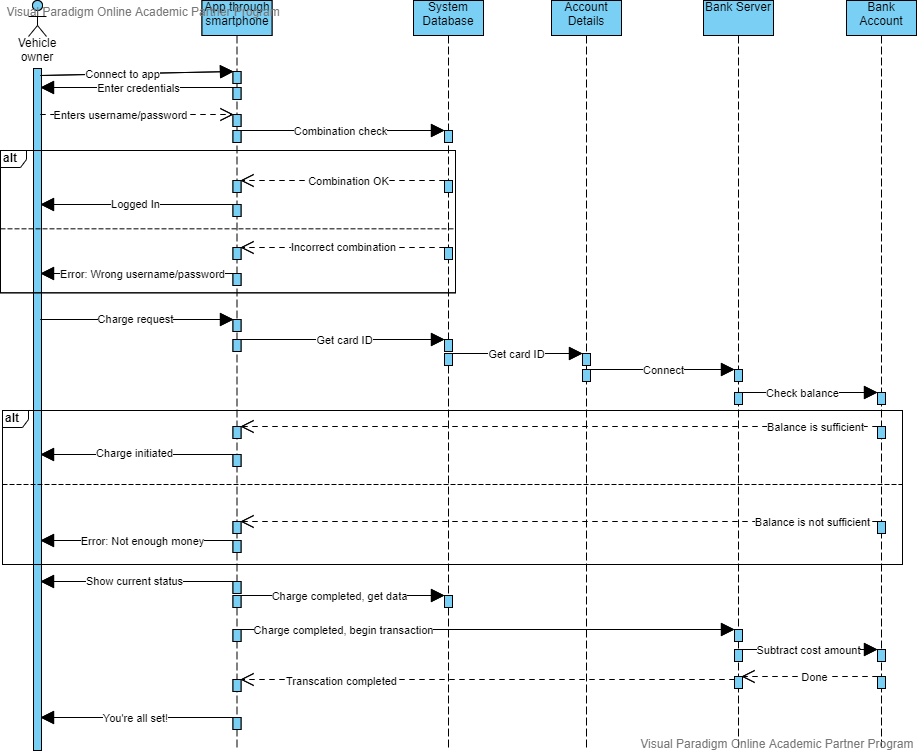 Visual Paradigm Online Academic Partner Program
App through
smartphone
System
Database
Account
Details
Bank Server
Bank
Account
Vehicle
owner
Connect to app
Enter credentials
Enters username/password
Combination check
alt
Combination OK
Logged In
Incorrect combination
Error: Wrong username/password
Charge request
Get card ID
Get card ID
Connect
Check balance
alt
Balance is sufficient
Charge initiated
Balance is not sufficient
Error: Not enough money
Show current status
Charge completed, get data
Charge completed, begin transaction
Subtract cost amount
Done
Transcation completed
You're all set!
Visual Paradigm Online Academic Partner Program